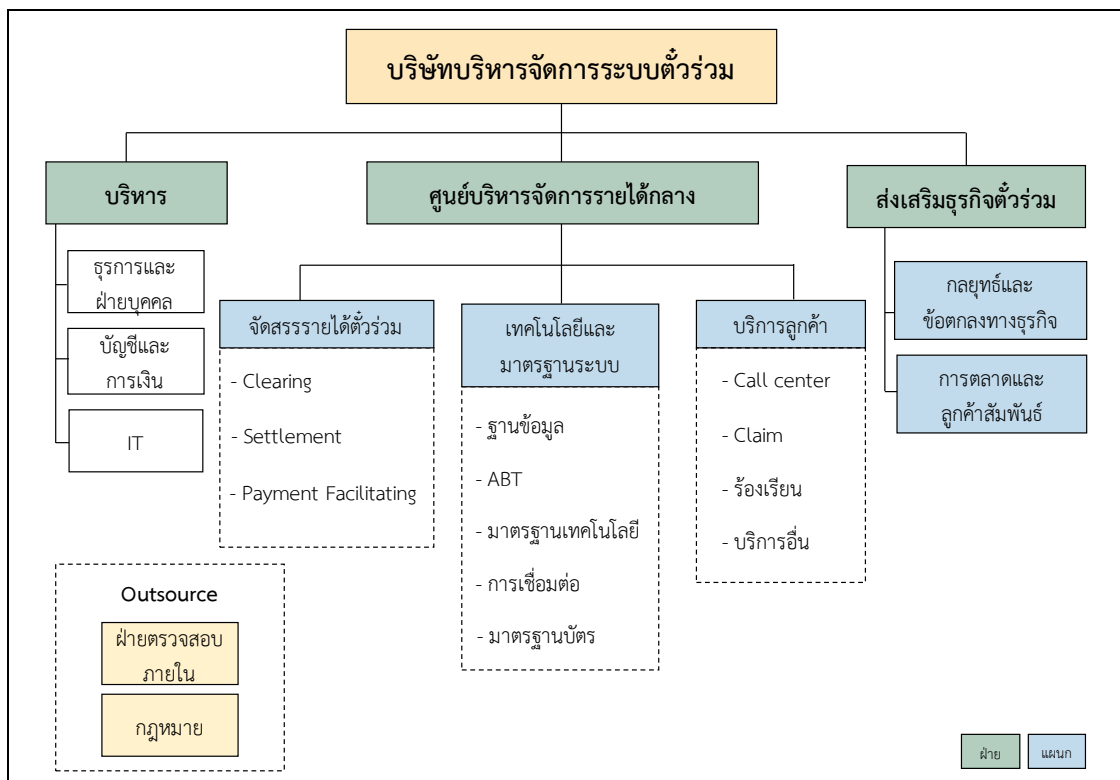 บริษัทบริหารจัดการระบบตั๋วร่วม
บริหาร
ศูนย์บริหารจัดการรายได้กลาง
ส่งเสริมธุรกิจตั๋วร่วม
ธุรการและ
ฝ่ายบุคคล
บัญชีและ
การเงิน
IT
จัดสรรรายได้ตั๋วร่วม
- Clearing
- Settlement
- Payment Facilitating
เทคโนโลยีและ
มาตรฐานระบบ
- ฐานข้อมูล
- ABT
- มาตรฐานเทคโนโลยี
- การเชื่อมต่อ
- มาตรฐานบัตร
บริการลูกค้า
- Call center
- Claim
- ร้องเรียน
- บริการอื่น
กลยุทธ์และ
ข้อตกลงทางธุรกิจ
การตลาดและ
ลูกค้าสัมพันธ์
Outsource
ฝ่ายตรวจสอบ
ภายใน
กฎหมาย
ฝ่าย
แผนก